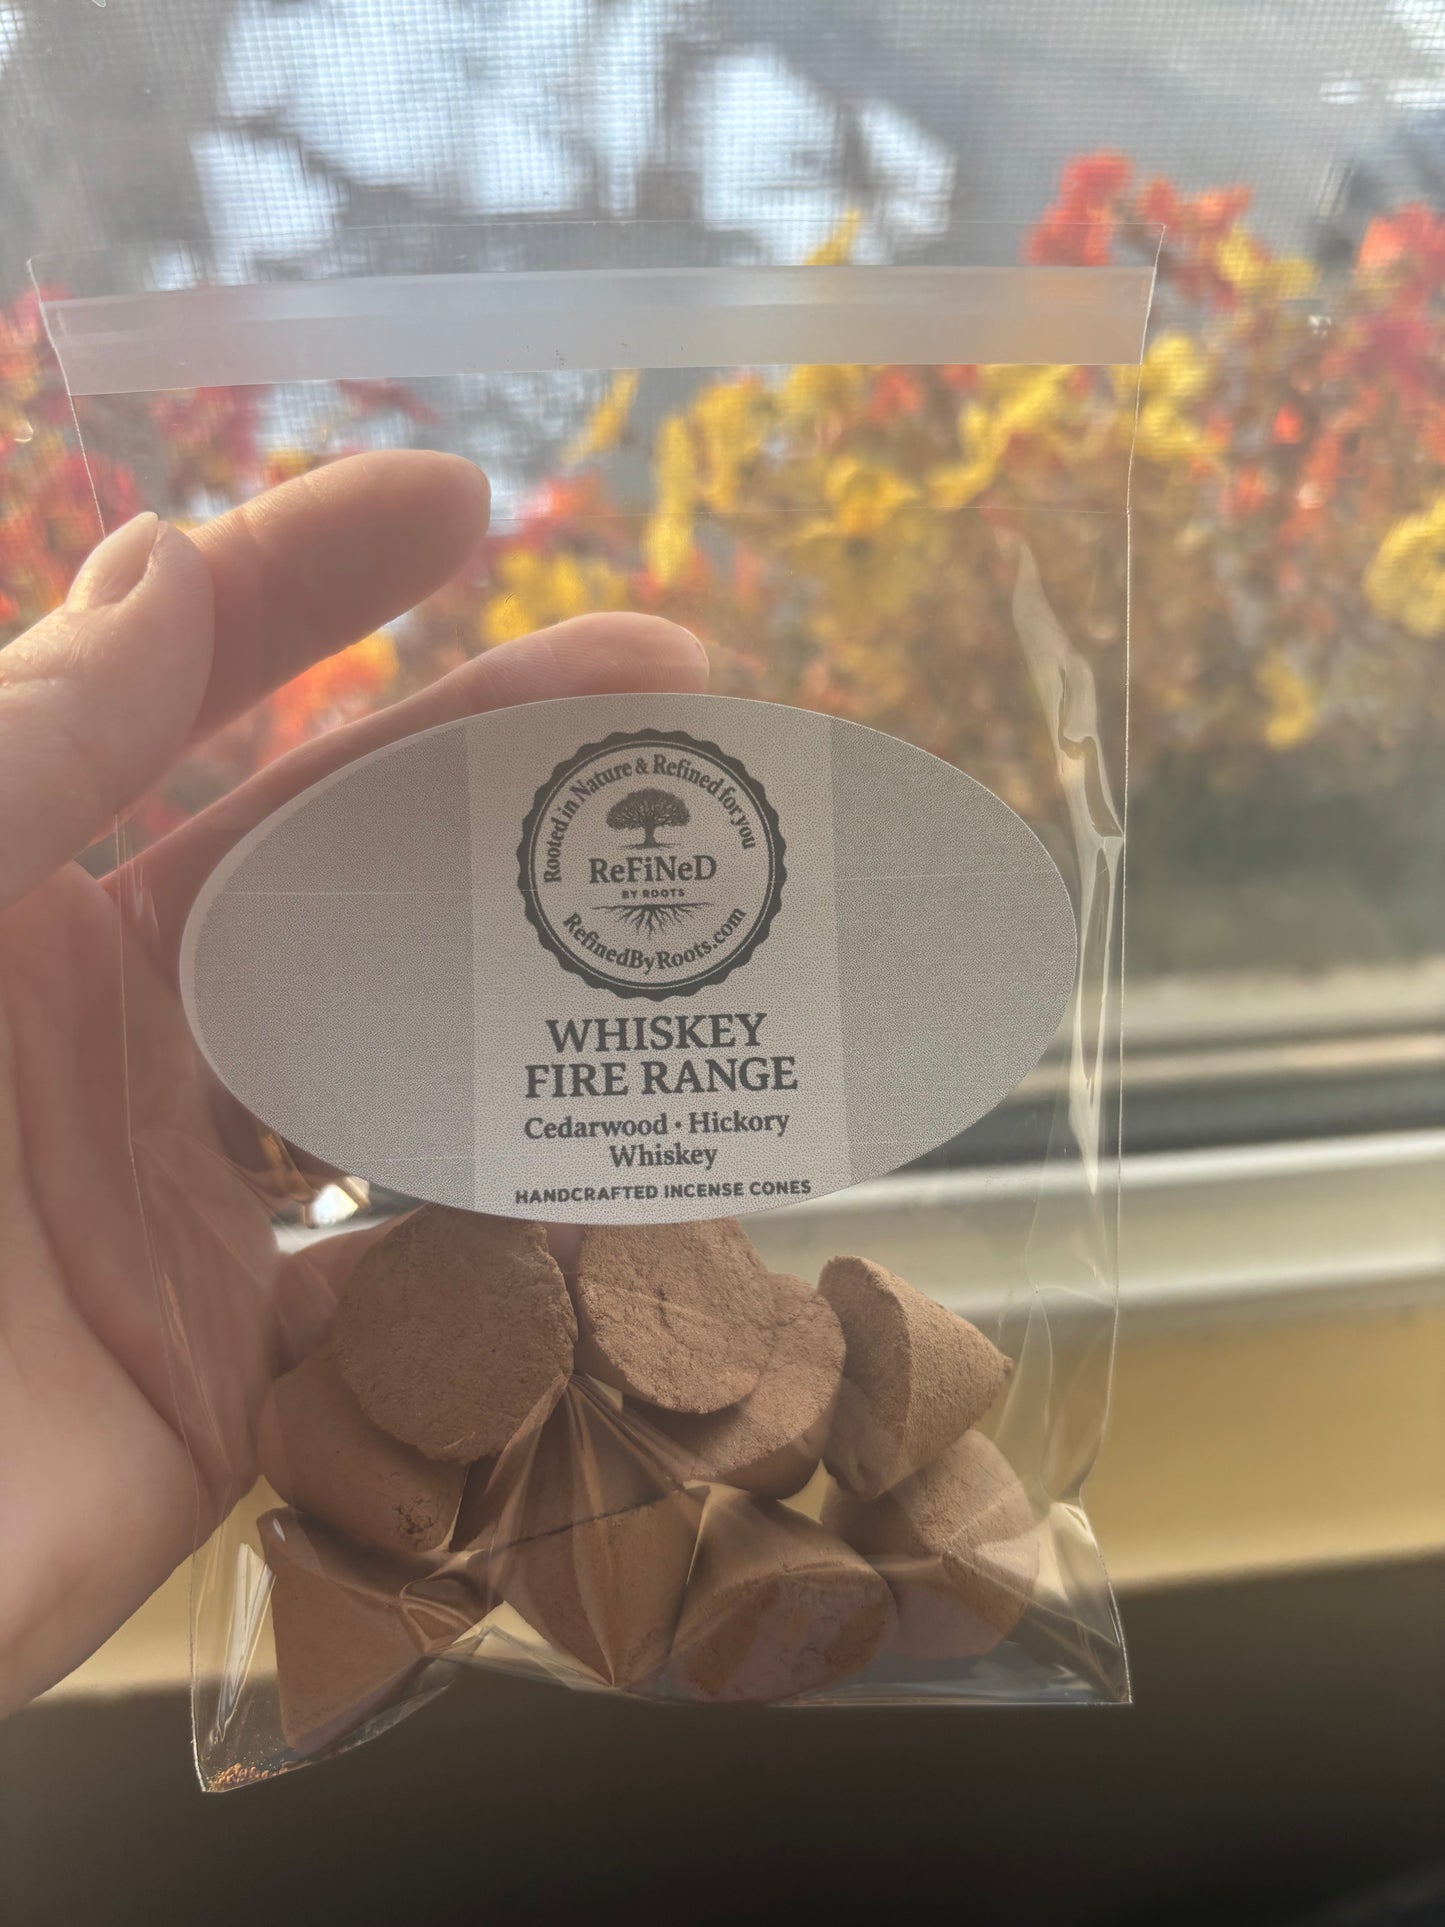 Rooted in Nature & Refined for you
ReFiNeD
BY ROOTS
RefinedByRoots.com
WHISKEY
FIRE RANGE
Cedarwood · Hickory
Whiskey
HANDCRAFTED INCENSE CONES